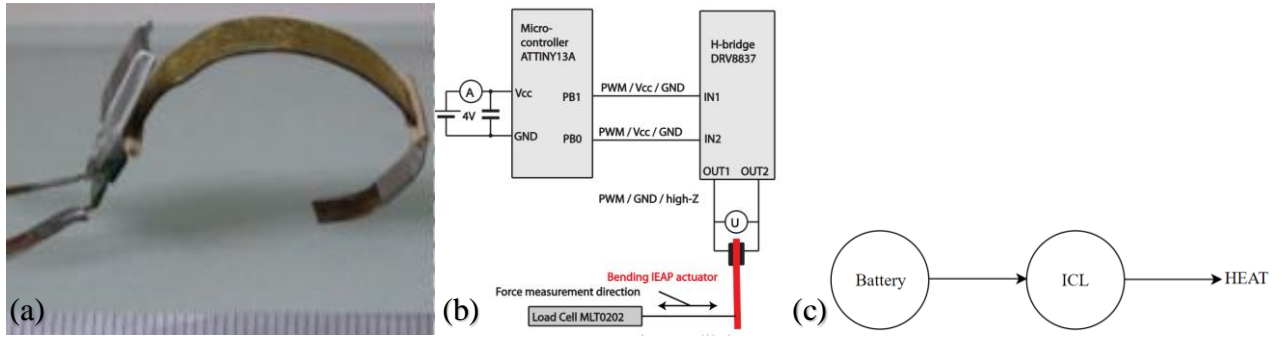 (a)
Micro-
controller
ATTINY13A
H-bridge
DRV8837
A
4V
Vcc
GND
PB1
PB0
PWM / Vcc / GND
PWM / Vcc / GND
IN1
IN2
OUT1 OUT2
PWM / GND / high-Z
U
Bending IEAP actuator
Force measurement direction
Load Cell MLT0202
(b)
Battery
ICL
HEAT
(c)